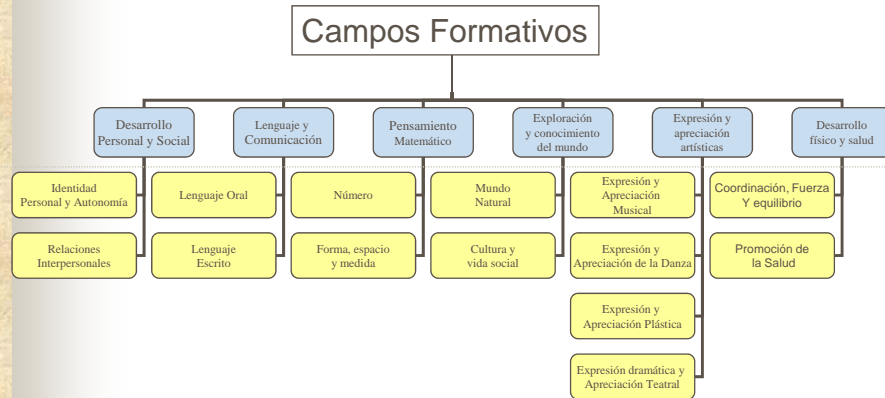 Campos Formativos
Desarrollo
Personal y Social
Lenguaje y
Comunicación
Pensamiento
Matemático
Exploración
y conocimiento
del mundo
Expresión y
apreciación
artísticas
Desarrollo
físico y salud
Identidad
Personal y Autonomía
Lenguaje Oral
Número
Mundo
Natural
Expresión y
Apreciación
Musical
Coordinación, Fuerza
Y equilibrio
Relaciones
Interpersonales
Lenguaje
Escrito
Forma, espacio
y medida
Cultura y
vida social
Expresión y
Apreciación de la Danza
Promoción de
la Salud
Expresión y
Apreciación Plástica
Expresión dramática y
Apreciación Teatral